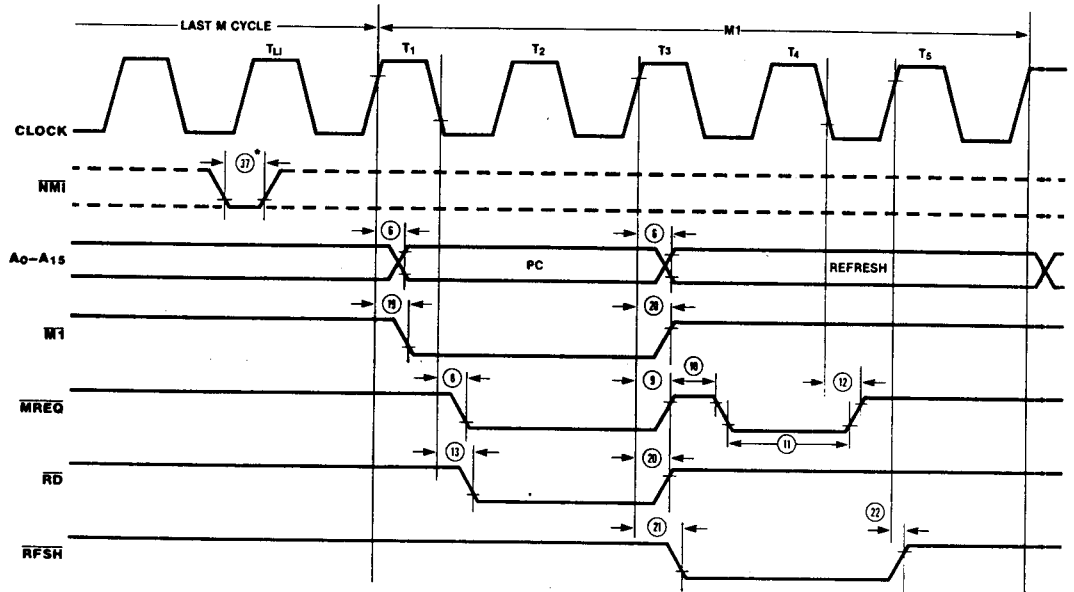 LAST M CYCLE
M1
TLI
T1
T2
T3
T4
T5
CLOCK
37*
NMI
6
6
A0–A15
PC
REFRESH
19
20
M1
8
9
10
12
MREQ
11
13
20
RD
21
22
RFSH